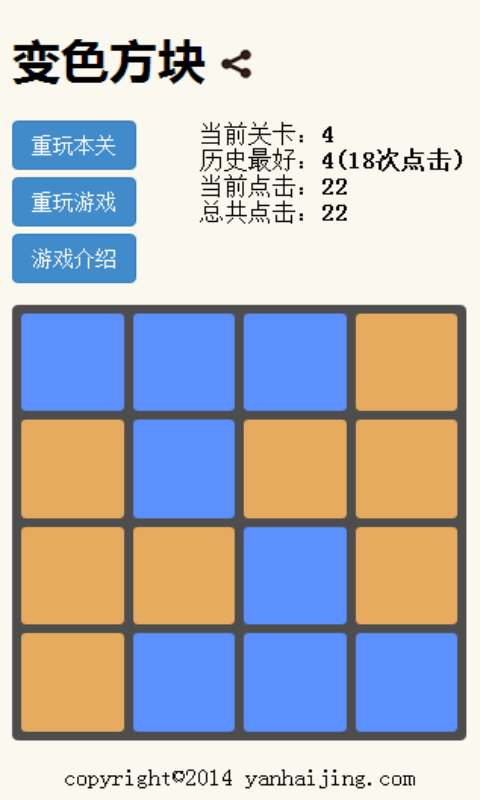 变色方块
重玩本关
重玩游戏
游戏介绍
当前关卡：4
历史最好：4(18次点击)
当前点击：22
总共点击：22
copyright©2014 yanhaijing.com